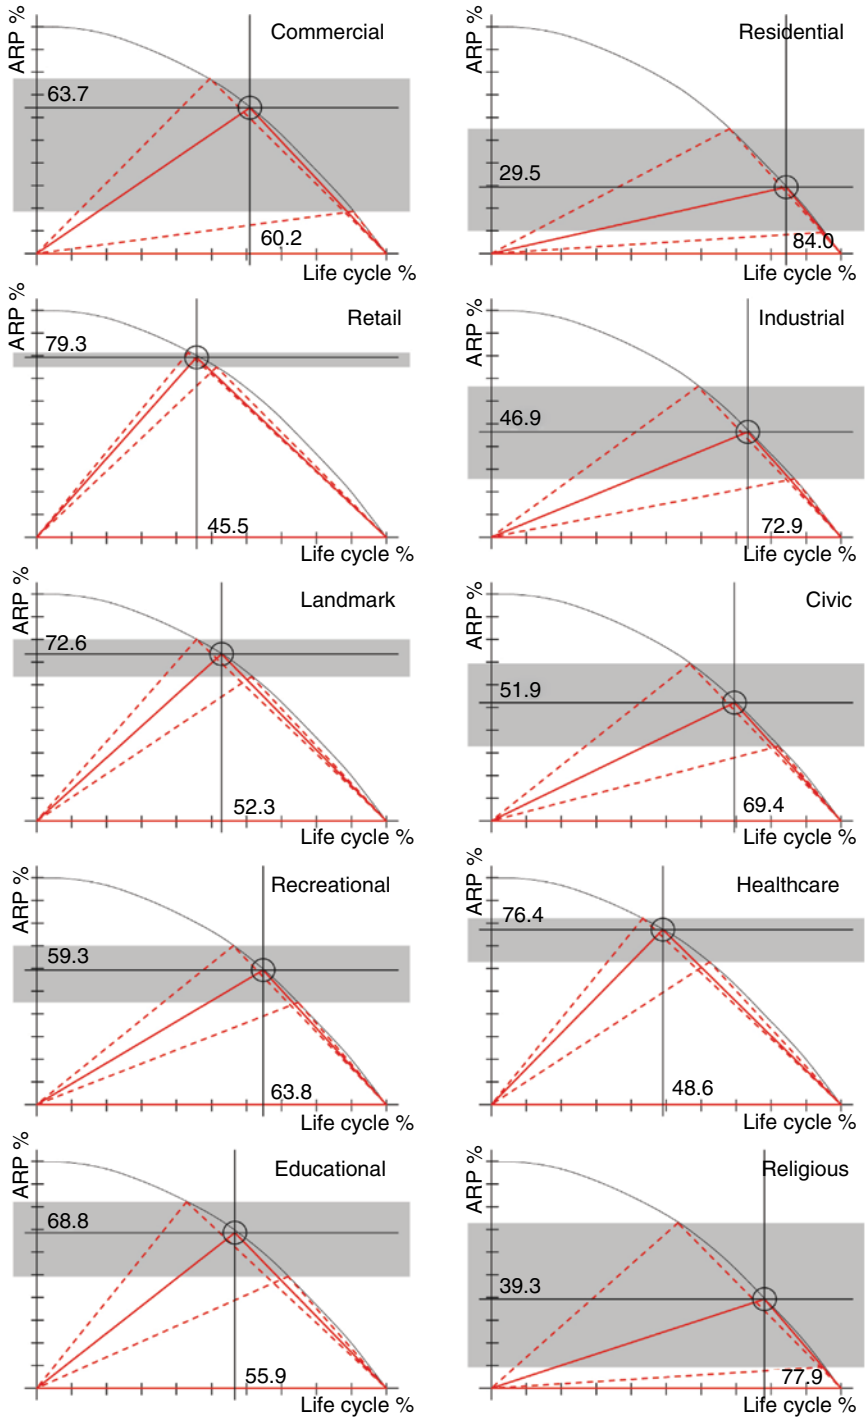 ARP %
Commercial
63.7
60.2
Life cycle %
ARP %
Residential
29.5
84.0
Life cycle %
ARP %
Retail
79.3
45.5
Life cycle %
ARP %
Industrial
46.9
72.9
Life cycle %
ARP %
Landmark
72.6
52.3
Life cycle %
ARP %
Civic
51.9
69.4
Life cycle %
ARP %
Recreational
59.3
63.8
Life cycle %
ARP %
Healthcare
76.4
48.6
Life cycle %
ARP %
Educational
68.8
55.9
Life cycle %
ARP %
Religious
39.3
77.9
Life cycle %